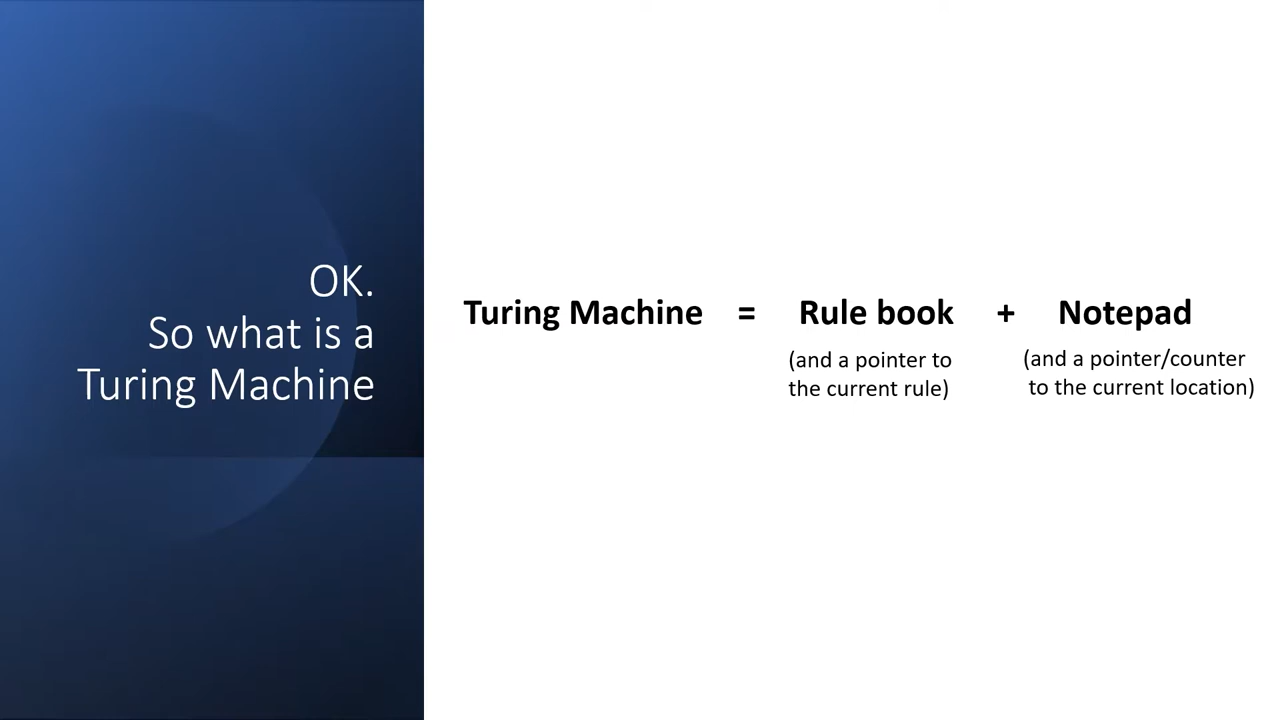 OK.
So what is a
Turing Machine
Turing Machine = Rule book + Notepad
(and a pointer to
the current rule)
(and a pointer/counter
to the current location)